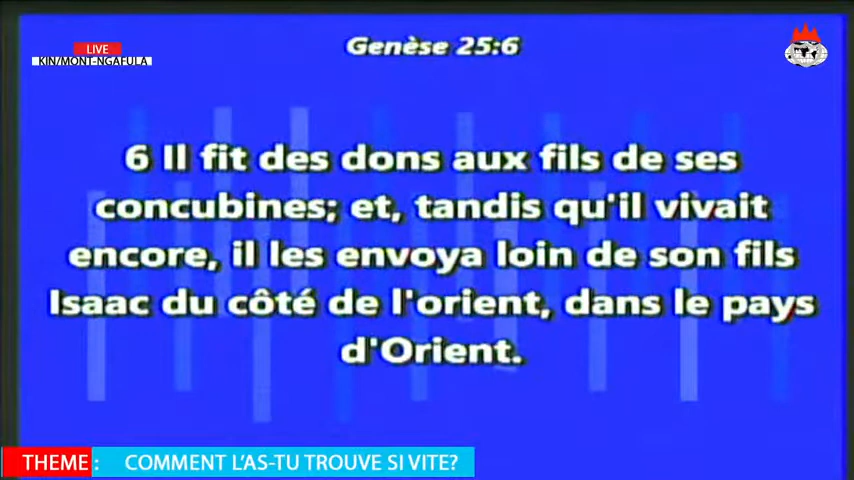 LIVE
KIN/MONT-NGAFULA
Genèse 25:6
6 Il fit des dons aux fils de ses
concubines; et, tandis qu'il vivait
encore, il les envoya loin de son fils
Isaac du côté de l'orient, dans le pays
d'Orient.
THEME : COMMENT L'AS-TU TROUVE SI VITE?